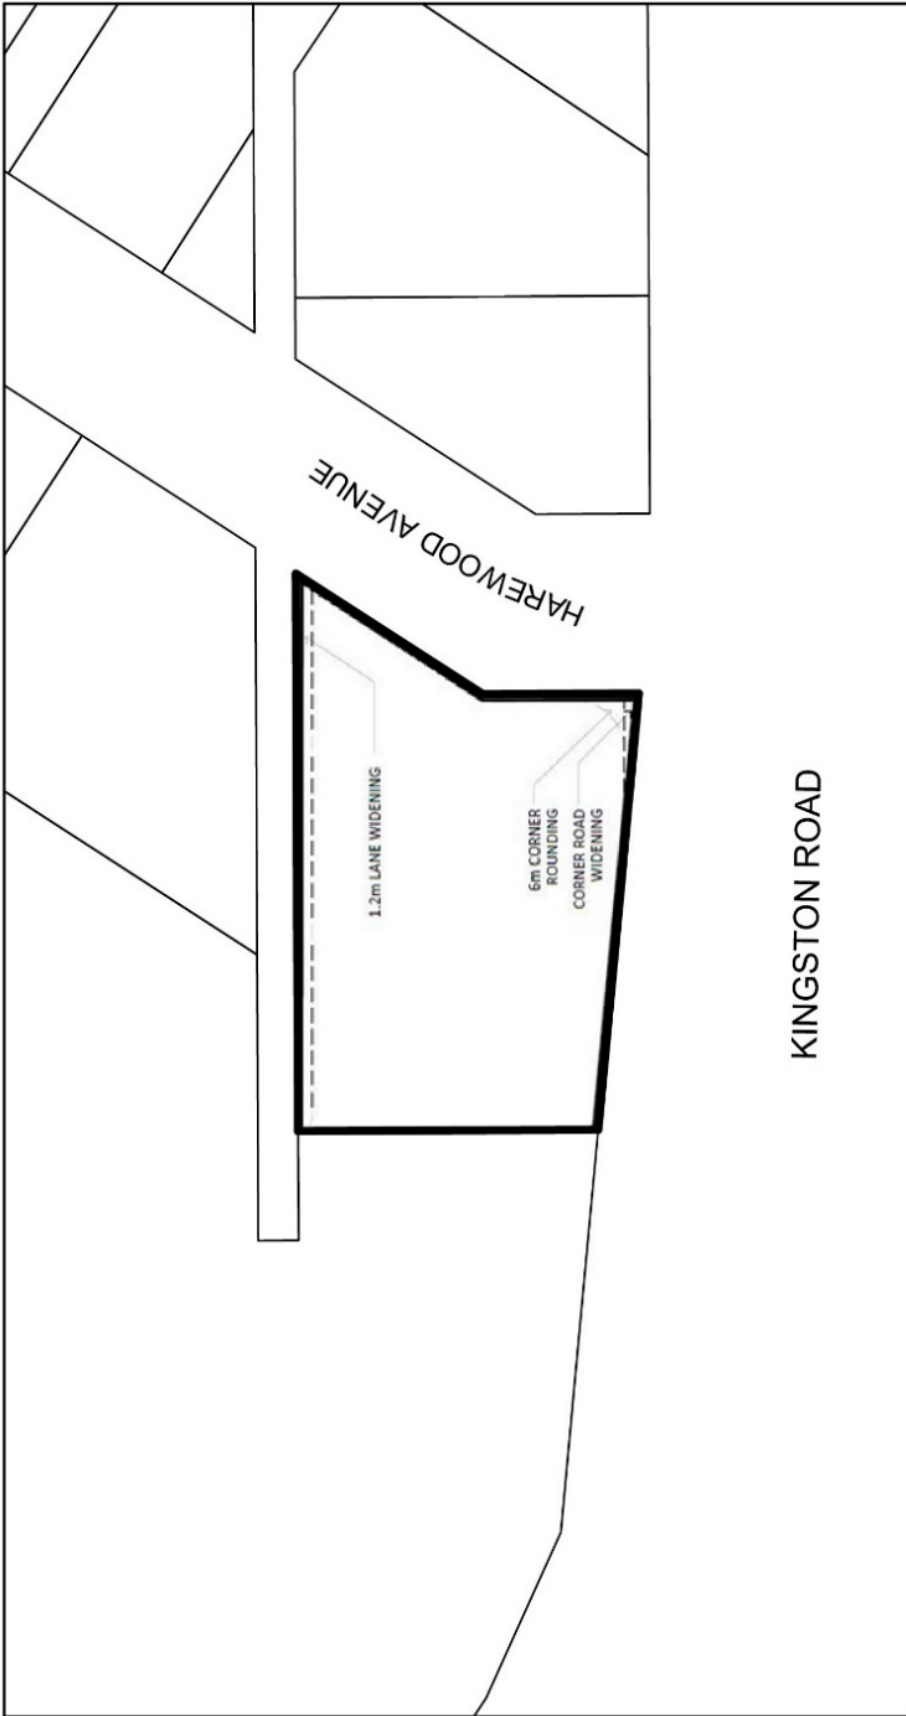 HAREWOOD AVENUE
1.2m LANE WIDENING
6m CORNER
ROUNDING
CORNER ROAD
WIDENING
KINGSTON ROAD